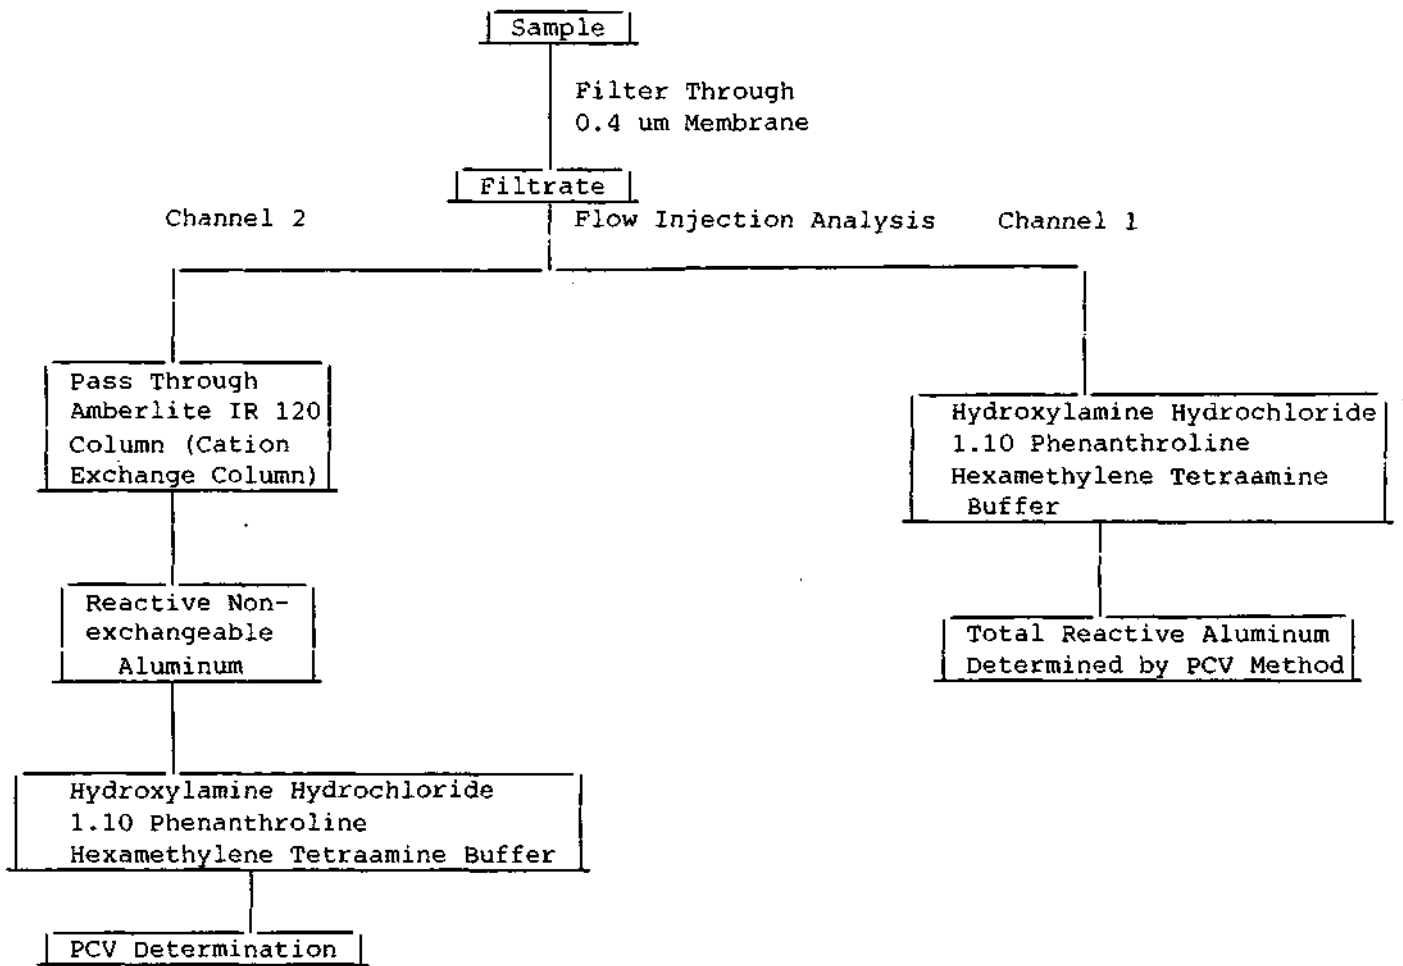 Sample
Filter Through
0.4 um Membrane
Filtrate
Channel 2
Flow Injection Analysis
Channel 1
Pass Through
Amberlite IR 120
Column (Cation
Exchange Column)
Reactive Non-
exchangeable
Aluminum
Hydroxylamine Hydrochloride
1.10 Phenanthroline
Hexamethylene Tetraamine Buffer
PCV Determination
Hydroxylamine Hydrochloride
1.10 Phenanthroline
Hexamethylene Tetraamine
Buffer
Total Reactive Aluminum
Determined by PCV Method